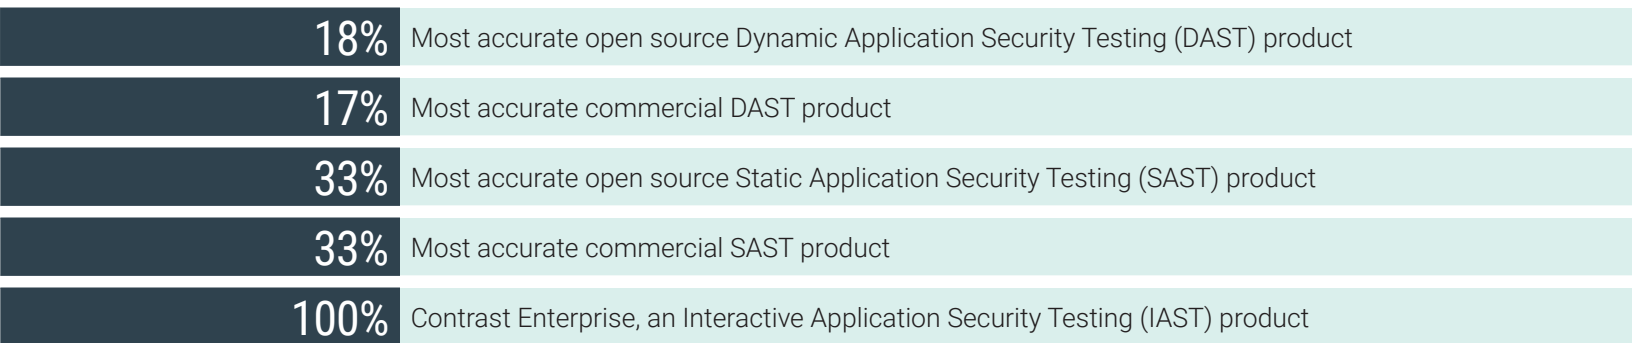 18% Most accurate open source Dynamic Application Security Testing (DAST) product
17% Most accurate commercial DAST product
33% Most accurate open source Static Application Security Testing (SAST) product
33% Most accurate commercial SAST product
100% Contrast Enterprise, an Interactive Application Security Testing (IAST) product